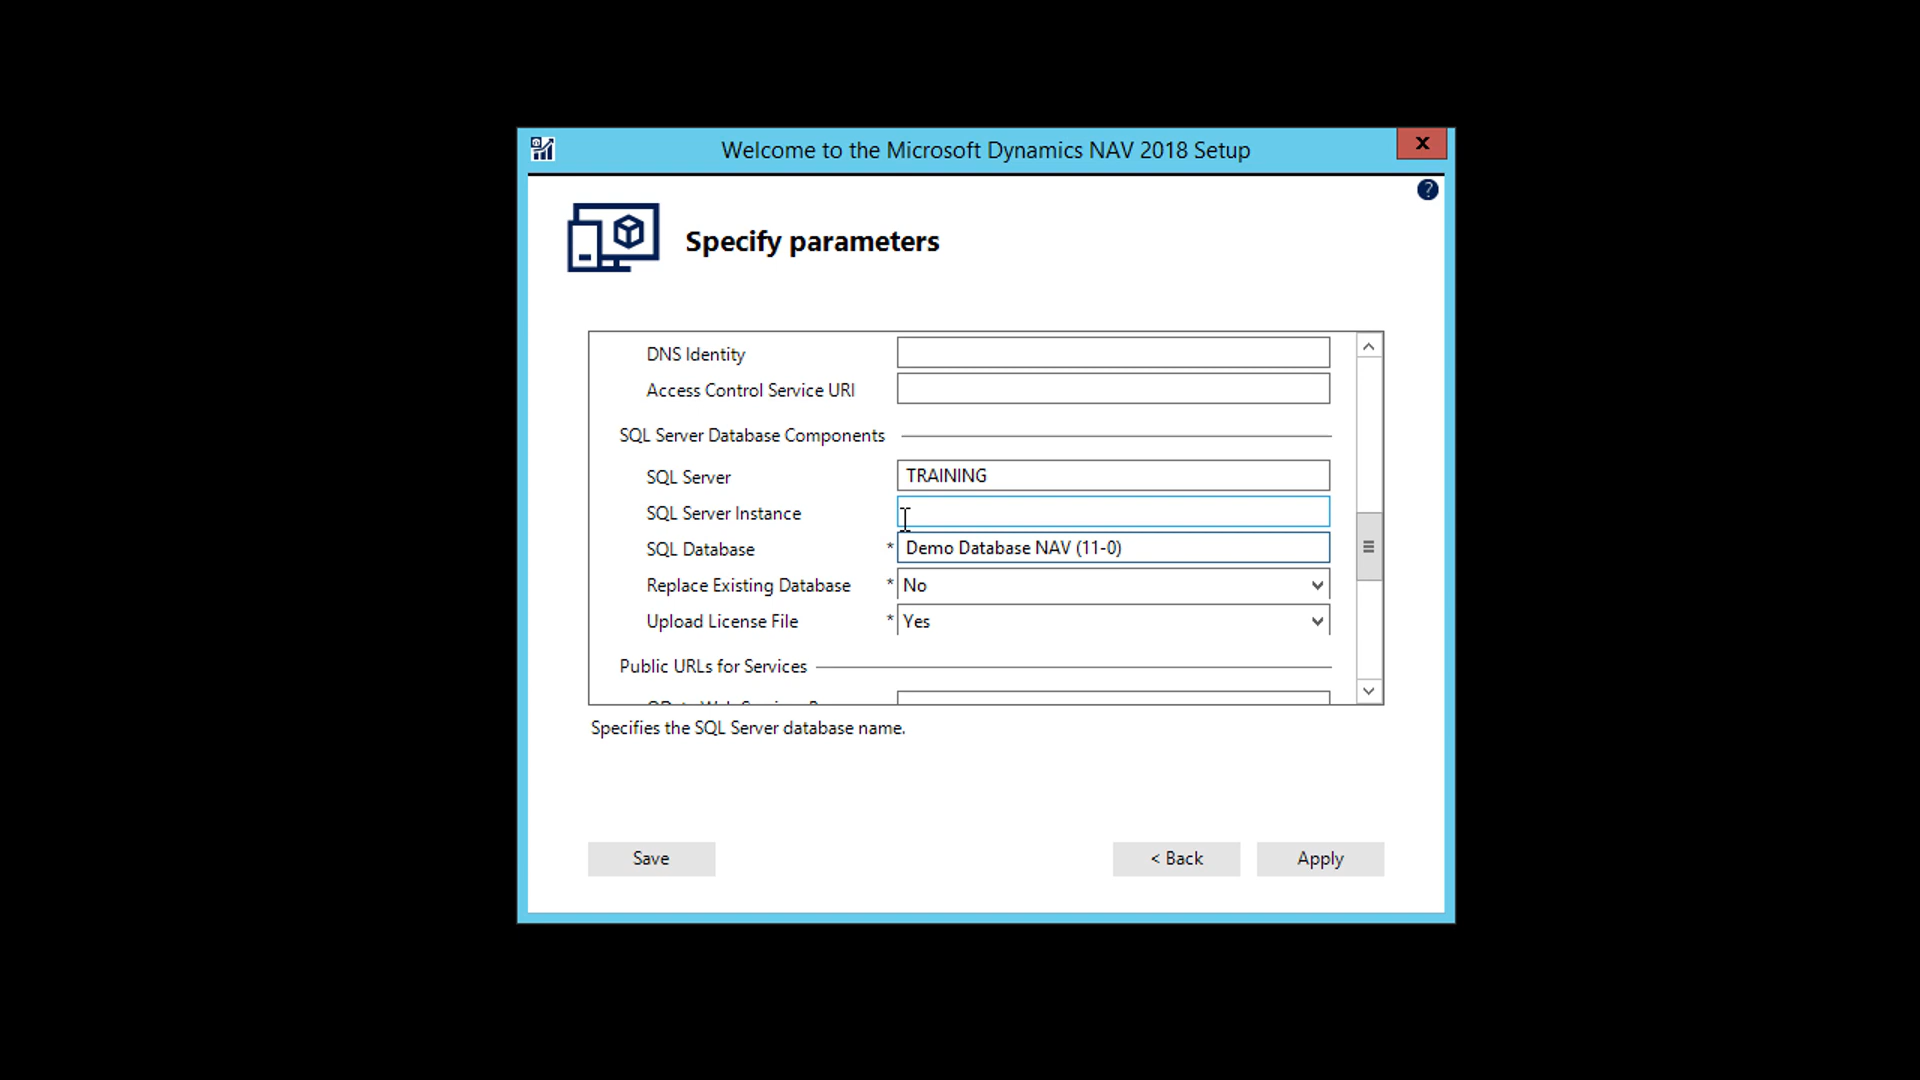 Welcome to the Microsoft Dynamics NAV 2018 Setup
x
?
Specify parameters
DNS Identity
Access Control Service URI
SQL Server Database Components
SQL Server TRAINING
SQL Server Instance
SQL Database * Demo Database NAV (11-0)
Replace Existing Database * No
Upload License File * Yes
Public URLs for Services
Specifies the SQL Server database name.
Save < Back Apply